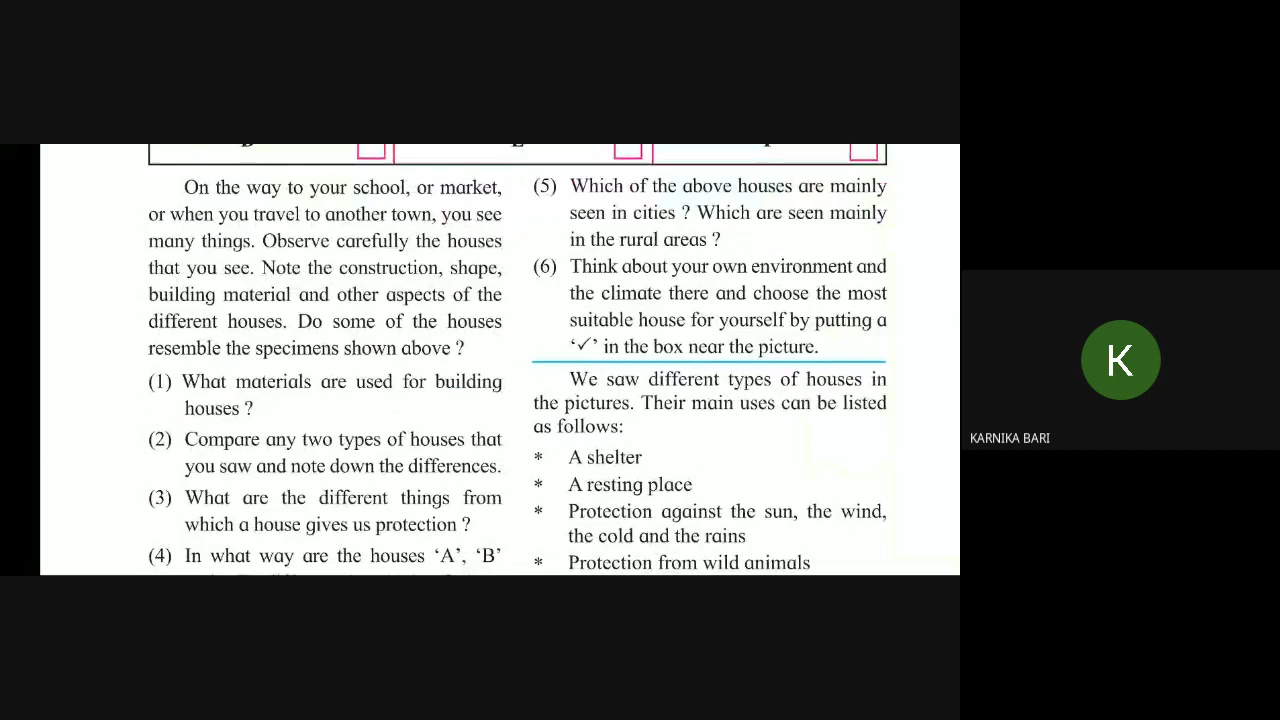 On the way to your school, or market,
or when you travel to another town, you see
many things. Observe carefully the houses
that you see. Note the construction, shape,
building material and other aspects of the
different houses. Do some of the houses
resemble the specimens shown above ?
(1) What materials are used for building
houses ?
(2) Compare any two types of houses that
you saw and note down the differences.
(3) What are the different things from
which a house gives us protection ?
(4) In what way are the houses ‘A’, ‘B’
(5) Which of the above houses are mainly
seen in cities ? Which are seen mainly
in the rural areas ?
(6) Think about your own environment and
the climate there and choose the most
suitable house for yourself by putting a
‘✓’ in the box near the picture.
We saw different types of houses in
the pictures. Their main uses can be listed
as follows:
* A shelter
* A resting place
* Protection against the sun, the wind,
the cold and the rains
* Protection from wild animals
K
KARNIKA BARI